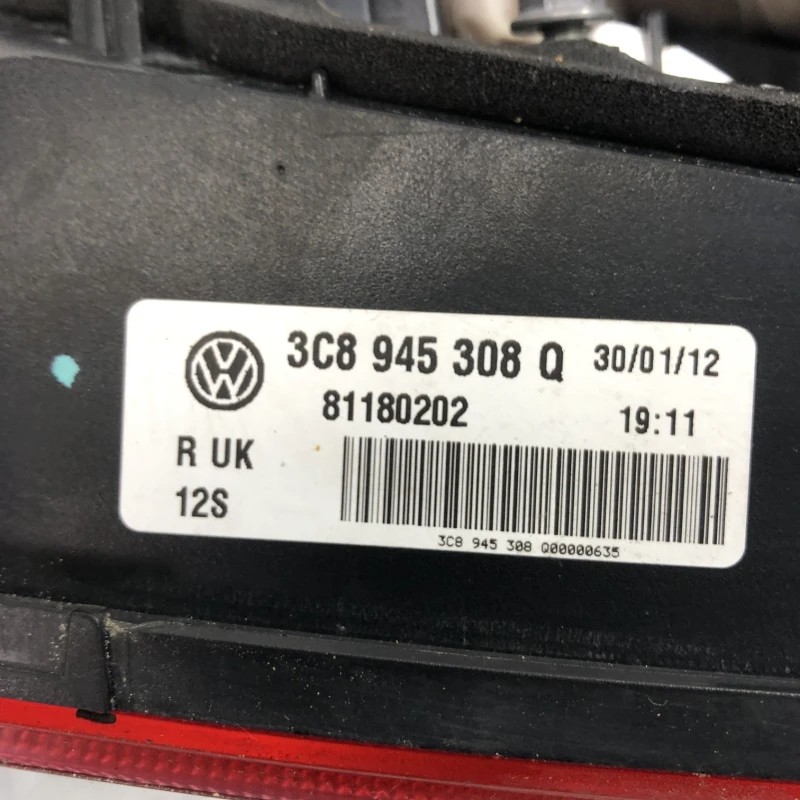 3C8 945 308 Q 30/01/12
81180202 19:11
R UK
12S
3C8 945 308 Q00000635